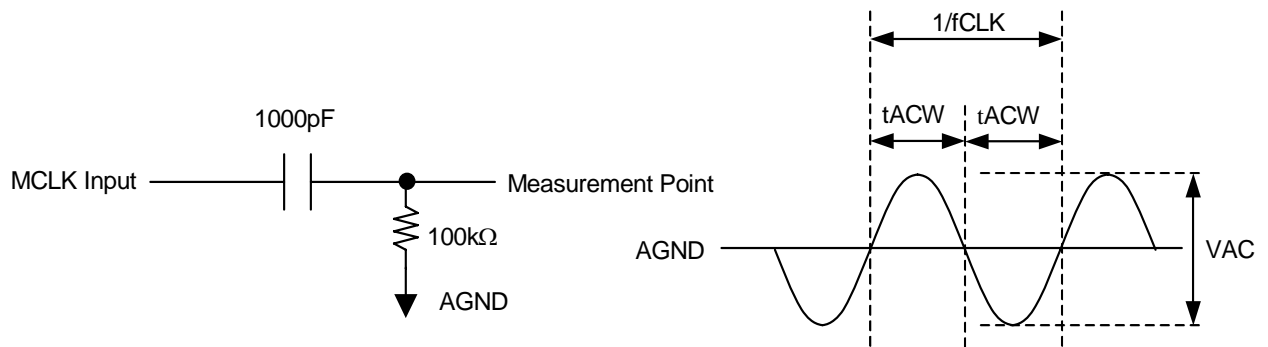 1000pF
MCLK Input
Measurement Point
100kΩ
AGND
1/fCLK
tACW tACW
AGND
VAC